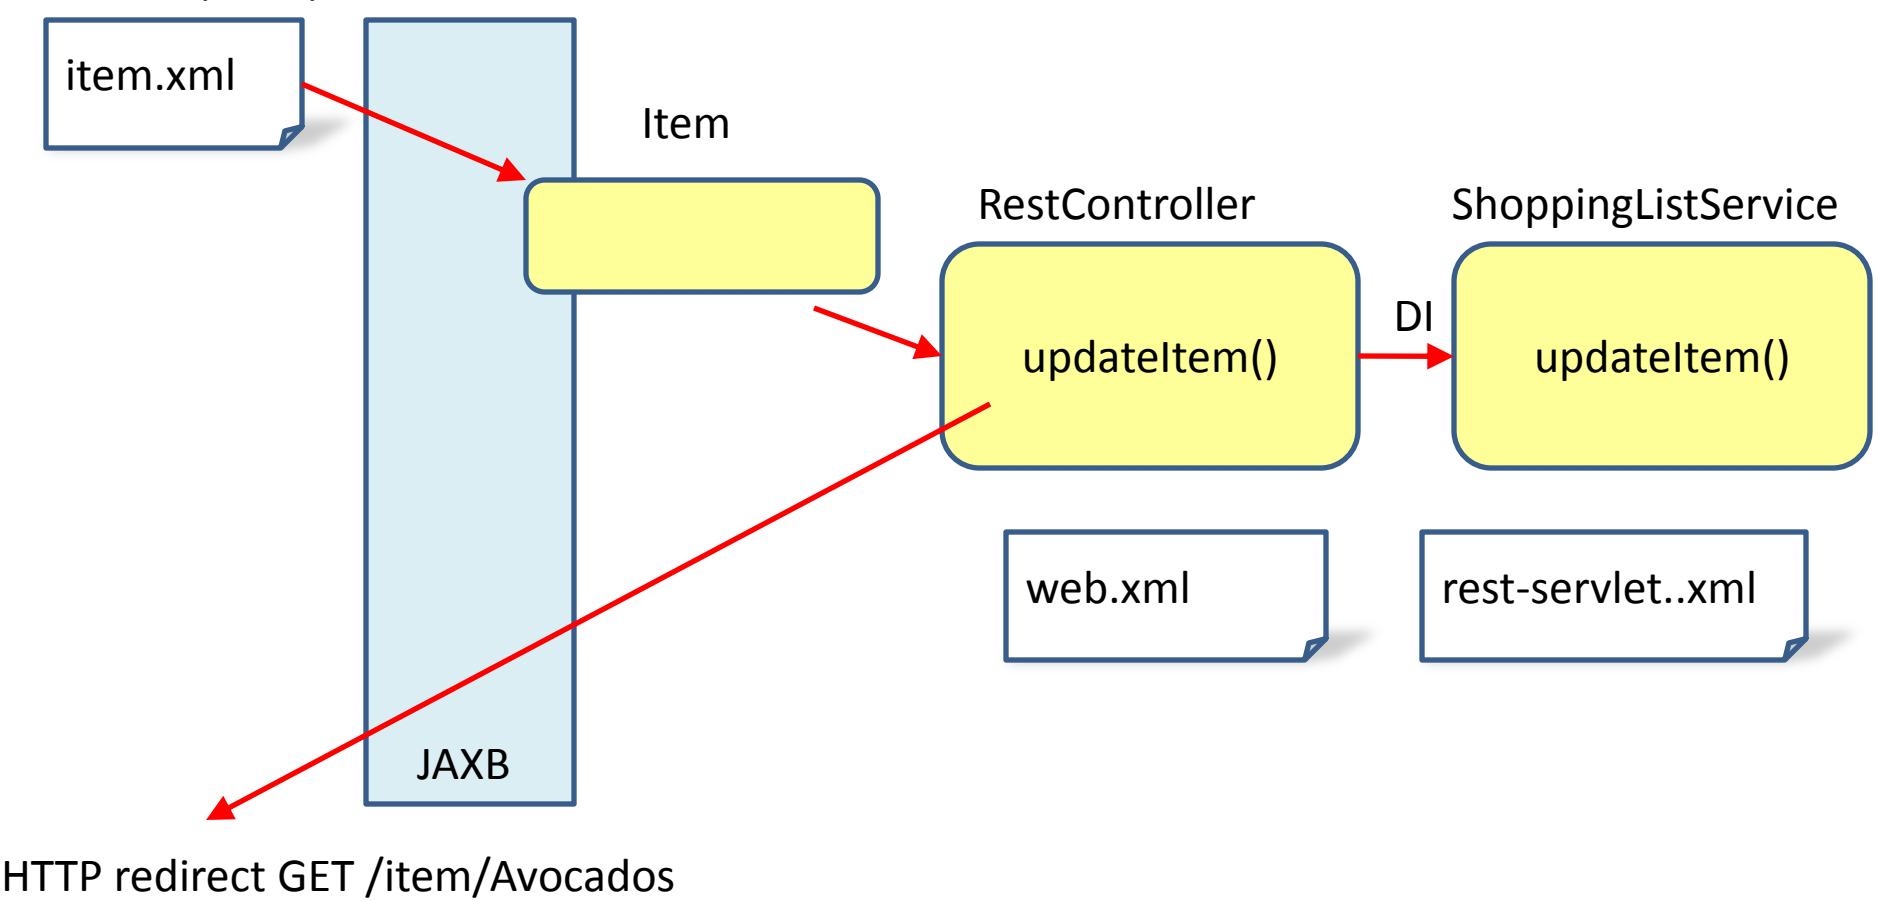 item.xml
Item
RestController
ShoppingListService
DI
updateItem()
updateItem()
web.xml
rest-servlet..xml
JAXB
HTTP redirect GET /item/Avocados